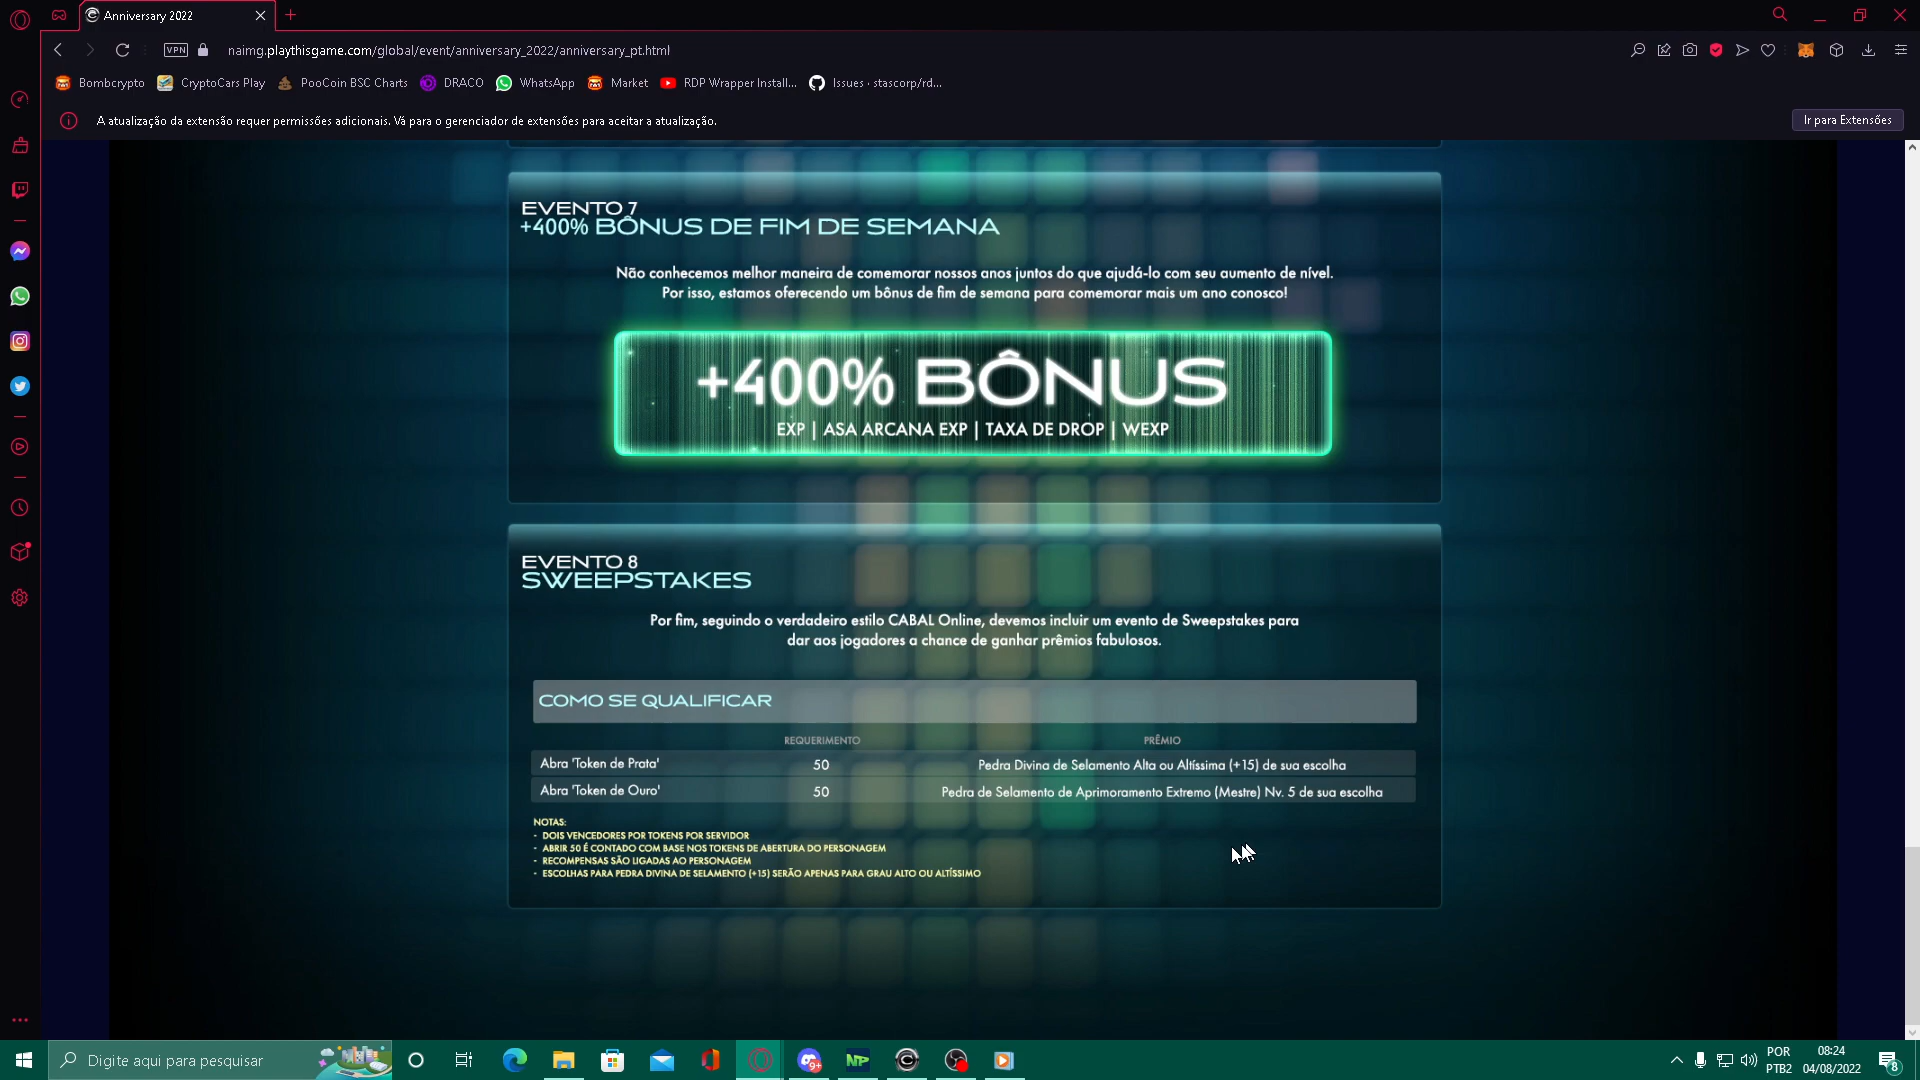 Anniversary 2022
VPN
naimg.playthisgame.com/global/event/anniversary_2022/anniversary_pt.html
Bombcrypto
CryptoCars Play
PooCoin BSC Charts
DRACO
WhatsApp
Market
RDP Wrapper Install...
Issues · stascorp/rd...
A atualização da extensão requer permissões adicionais. Vá para o gerenciador de extensões para aceitar a atualização.
Ir para Extensões
EVENTO 7
+400% BÔNUS DE FIM DE SEMANA
Não conhecemos melhor maneira de comemorar nossos anos juntos do que ajudá-lo com seu aumento de nível.
Por isso, estamos oferecendo um bônus de fim de semana para comemorar mais um ano conosco!
+400% BÔNUS
EXP | ASA ARCANA EXP | TAXA DE DROP | WEXP
EVENTO 8
SWEEPSTAKES
Por fim, seguindo o verdadeiro estilo CABAL Online, devemos incluir um evento de Sweepstakes para
dar aos jogadores a chance de ganhar prêmios fabulosos.
COMO SE QUALIFICAR
REQUERIMENTO PRÊMIO
Abra 'Token de Prata' 50 Pedra Divina de Selamento Alta ou Altíssima (+15) de sua escolha
Abra 'Token de Ouro' 50 Pedra de Selamento de Aprimoramento Extremo (Mestre) Nv. 5 de sua escolha
NOTAS:
- DOIS VENCEDORES POR TOKENS POR SERVIDOR
- ABRIR 50 É CONTADO COM BASE NOS TOKENS DE ABERTURA DO PERSONAGEM
- RECOMPENSAS SÃO LIGADAS AO PERSONAGEM
- ESCOLHAS PARA PEDRA DIVINA DE SELAMENTO (+15) SERÃO APENAS PARA GRAU ALTO OU ALTÍSSIMO
Digite aqui para pesquisar
9+
NP
POR
PTB2
08:24
04/08/2022
8